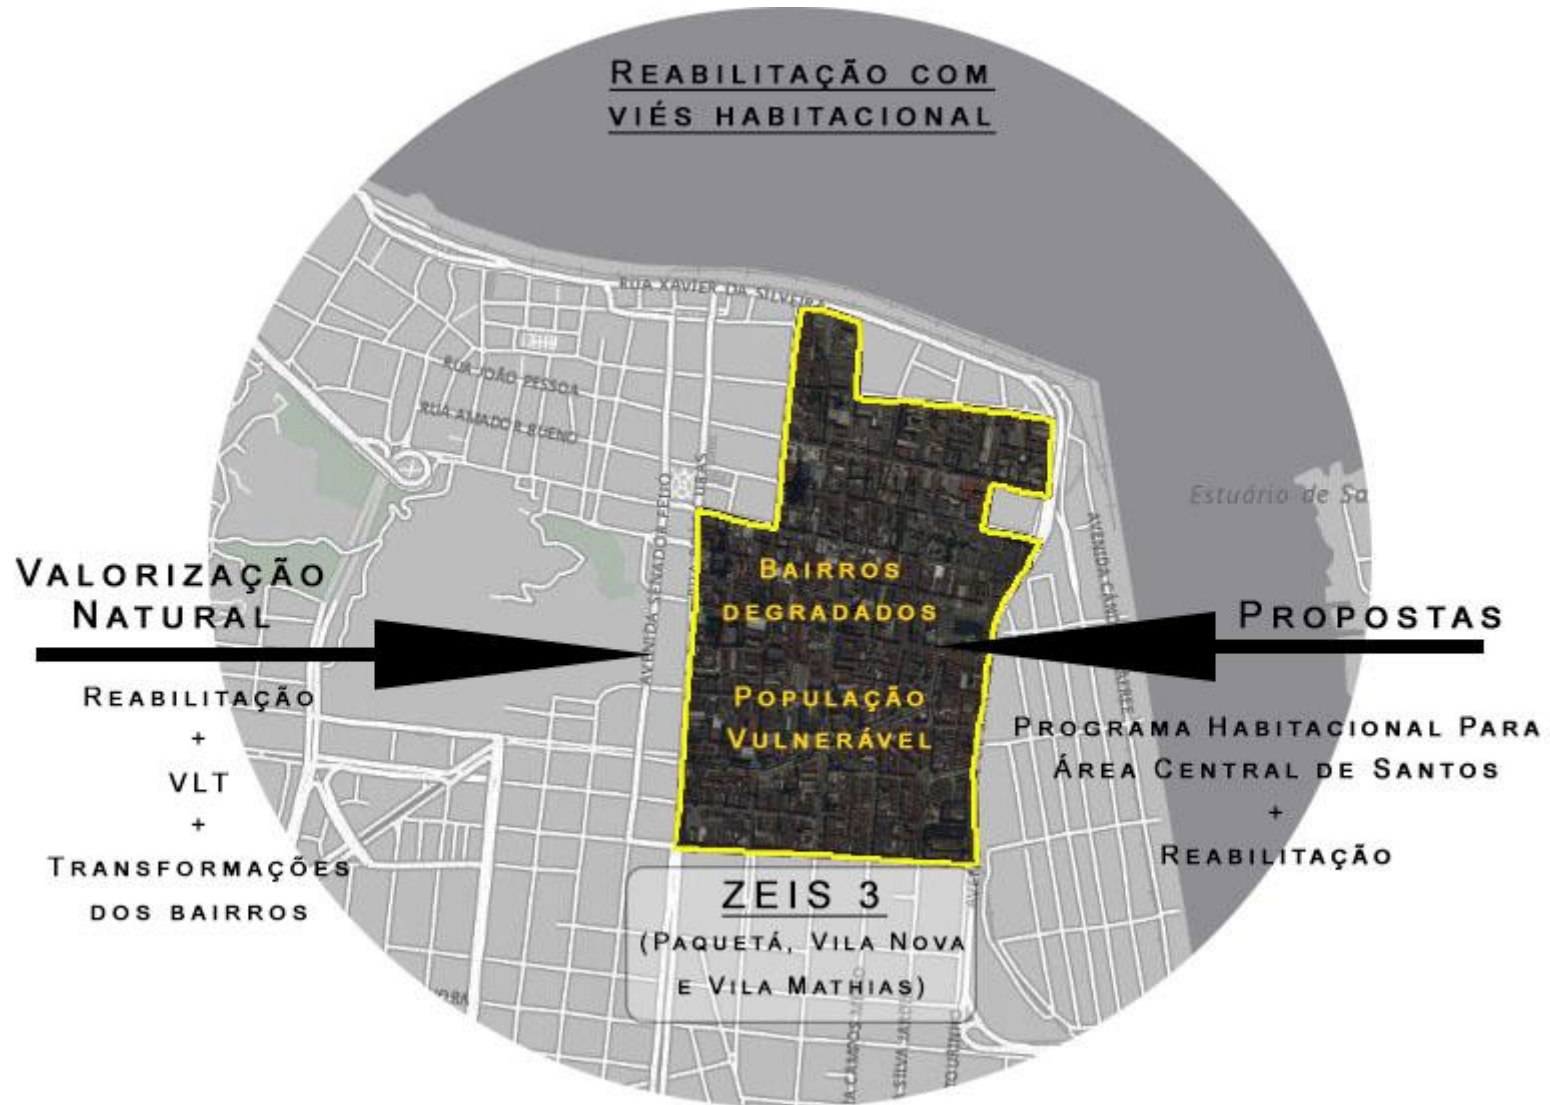 REABILITAÇÃO COM
VIÉS HABITACIONAL
RUA XAVIER DA SILVEIRA
RUA JOÃO PESSOA
RUA AMADOR BUENO
AVENIDA SENADOR FEIJÓ
Estuário de Sa
VALORIZAÇÃO
NATURAL
REABILITAÇÃO
+
VLT
+
TRANSFORMAÇÕES
DOS BAIRROS
BAIRROS
DEGRADADOS
POPULAÇÃO
VULNERÁVEL
PROPOSTAS
PROGRAMA HABITACIONAL PARA
ÁREA CENTRAL DE SANTOS
+
REABILITAÇÃO
ZEIS 3
(PAQUETÁ, VILA NOVA
E VILA MATHIAS)